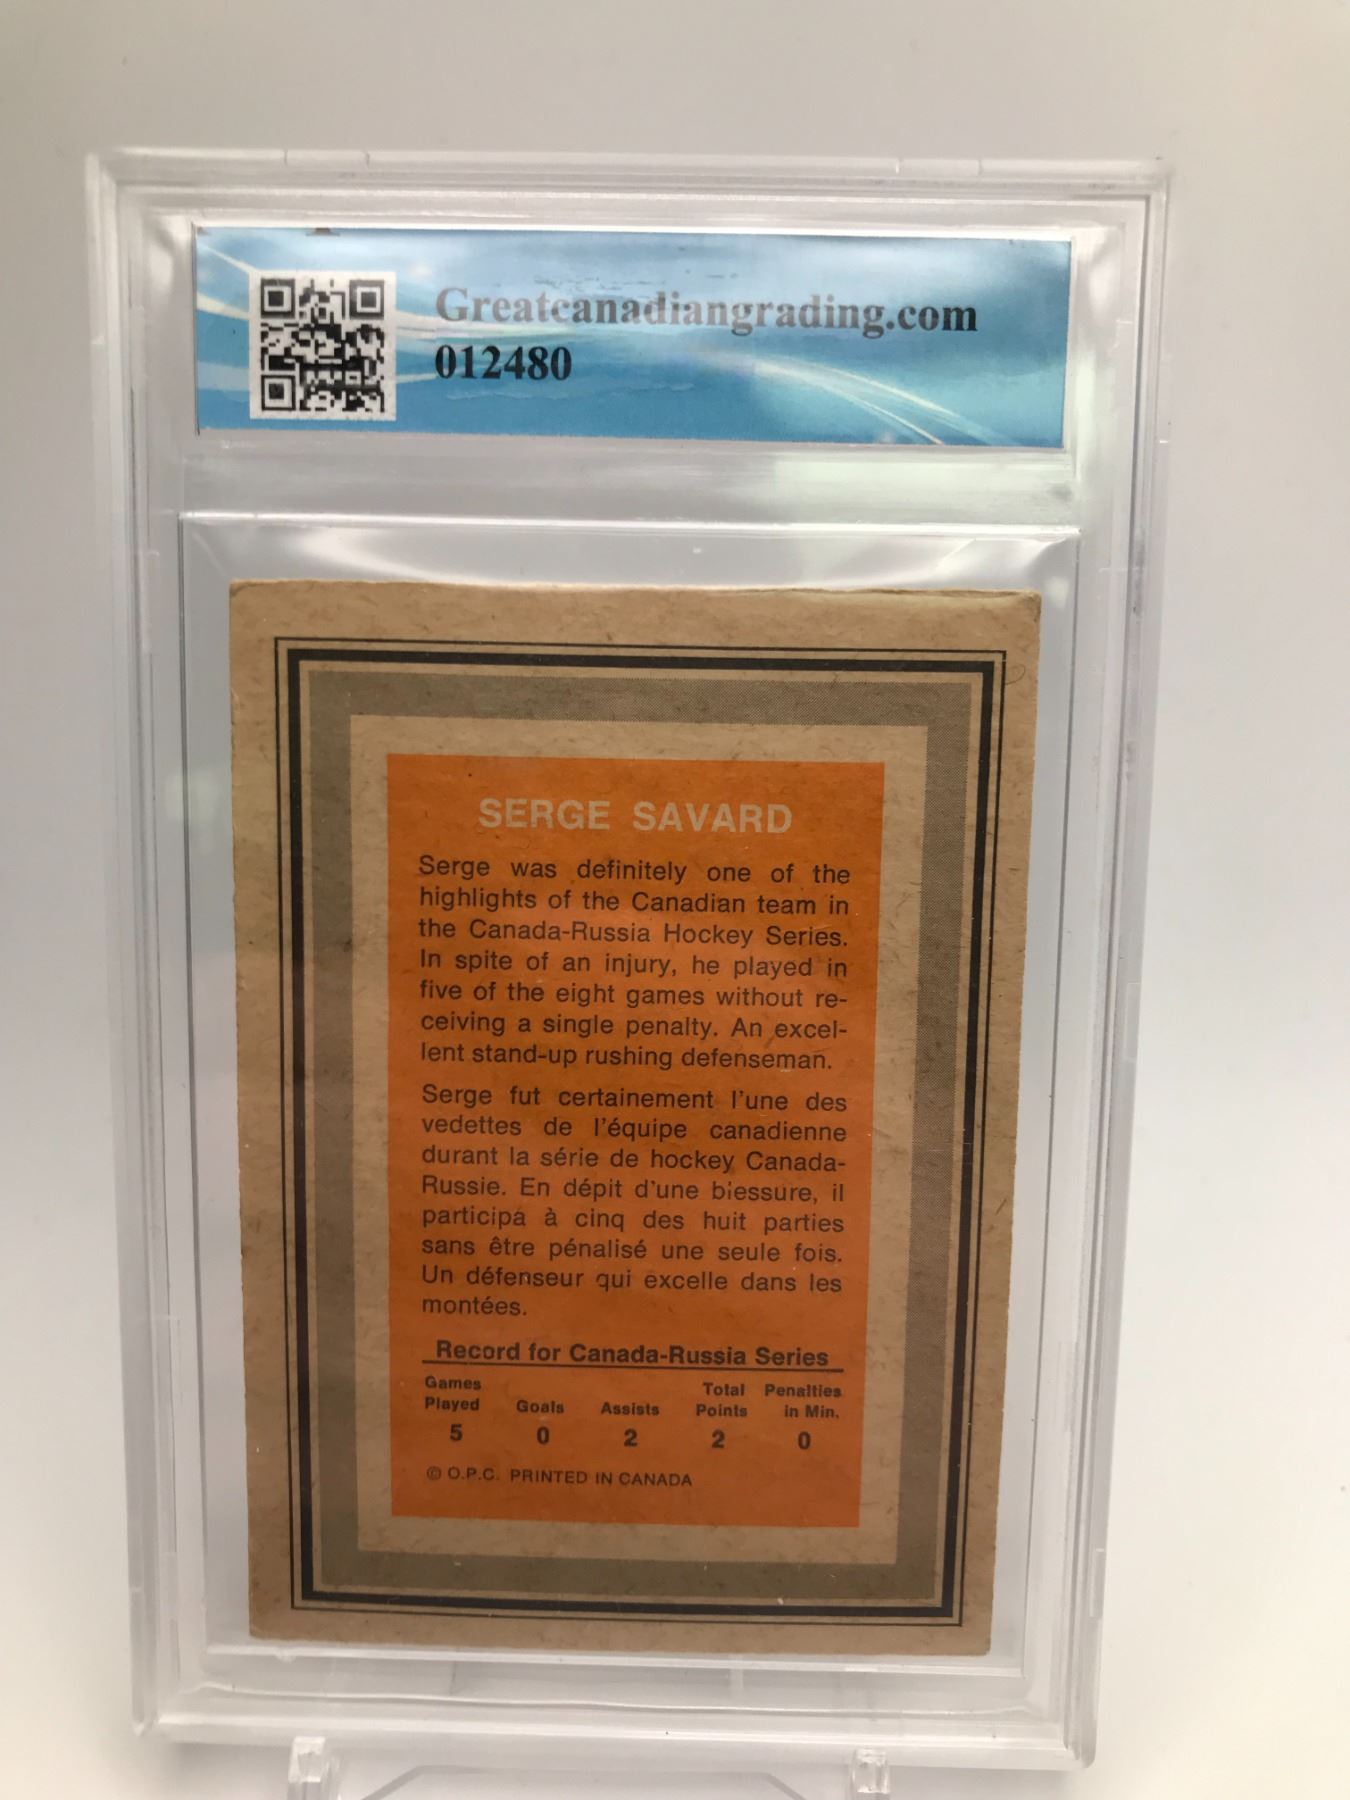 Greatcanadiangrading.com
012480
SERGE SAVARD
Serge was definitely one of the
highlights of the Canadian team in
the Canada-Russia Hockey Series.
In spite of an injury, he played in
five of the eight games without re-
ceiving a single penalty. An excel-
lent stand-up rushing defenseman.
Serge fut certainement l'une des
vedettes de l'équipe canadienne
durant la série de hockey Canada-
Russie. En dépit d'une blessure, il
participa à cinq des huit parties
sans être pénalisé une seule fois.
Un défenseur qui excelle dans les
montées.
Record for Canada-Russia Series
Games Total Penalties
Played Goals Assists Points in Min.
5 0 2 2 0
© O.P.C. PRINTED IN CANADA